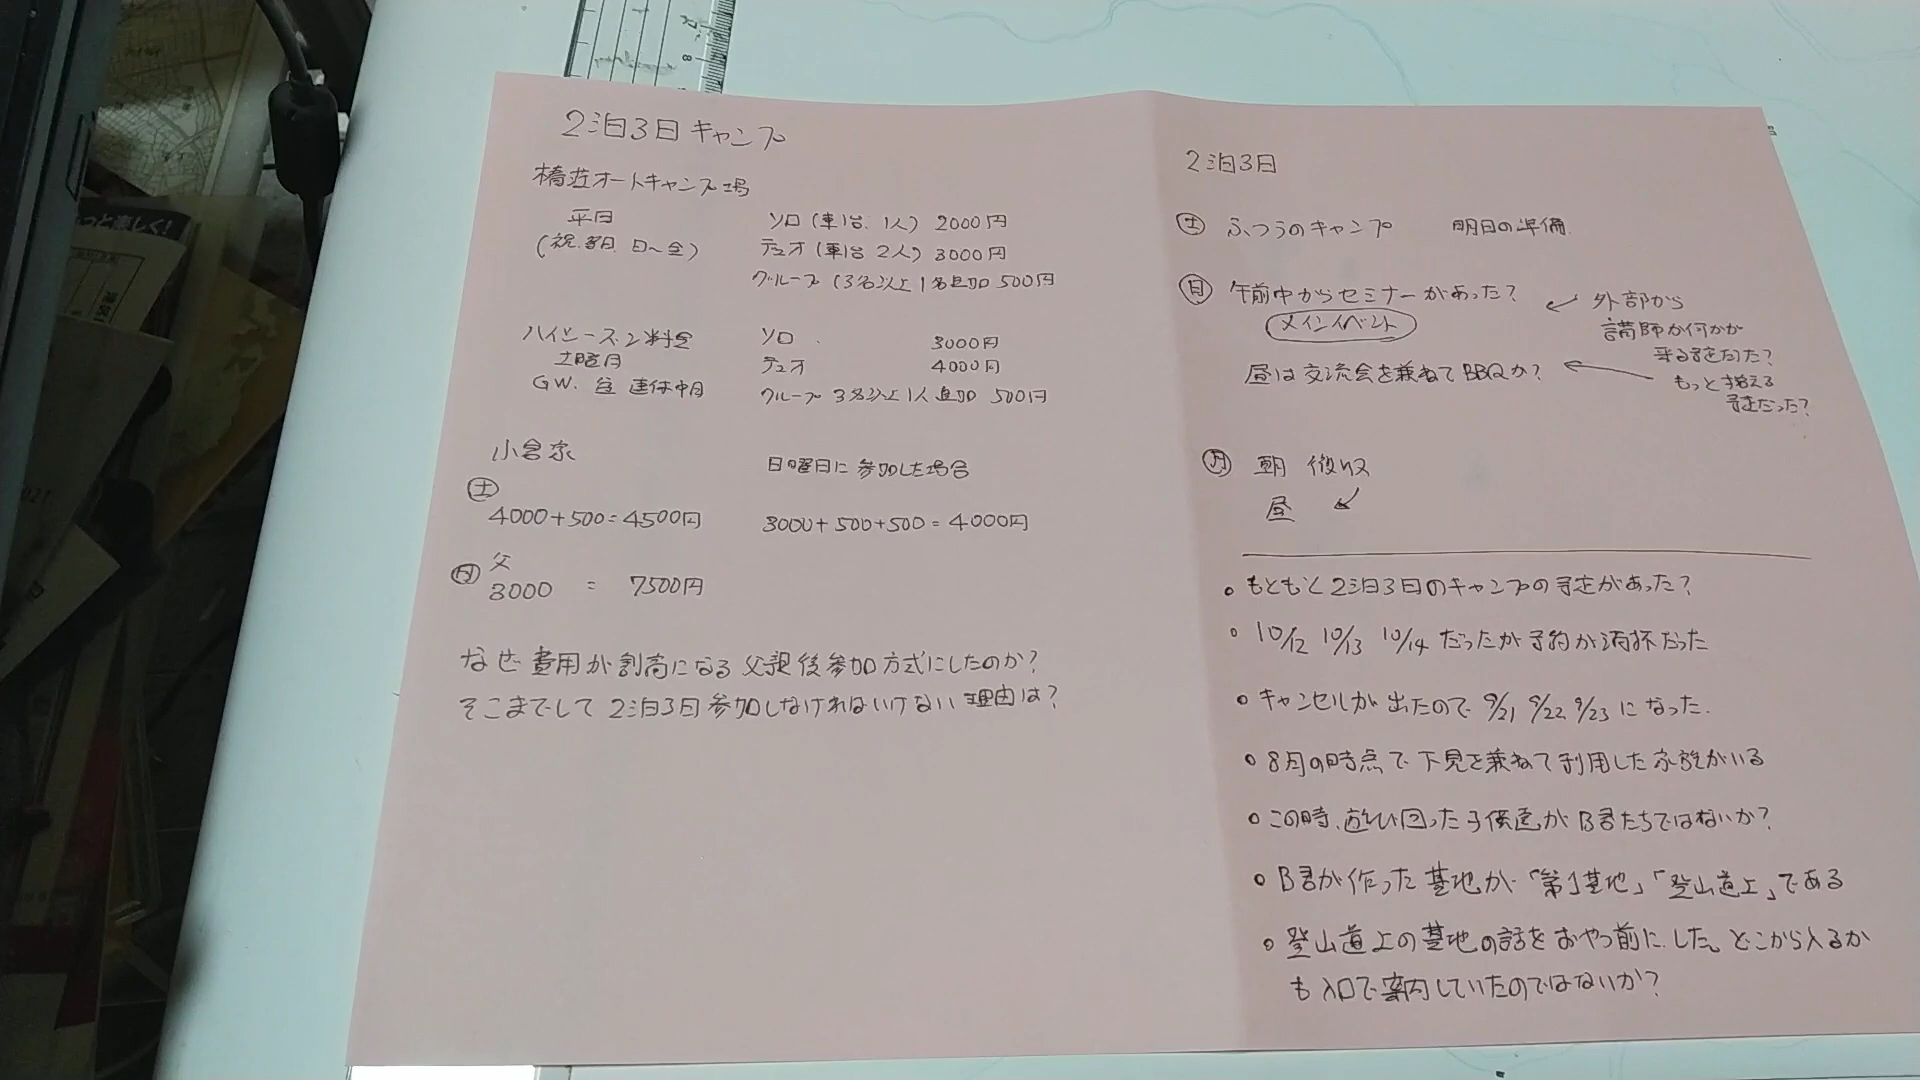 2泊3日キャンプ
椿荘オートキャンプ場
平日
(祝.翌日 日～金)
ソロ (車1台. 1人) 2000円
デュオ (車1台 2人) 3000円
グループ (3名以上1名追加 500円
ハイシーズン料金
土曜日
GW. 盆 連休中日
ソロ 3000円
デュオ 4000円
グループ 3名以上1人追加 500円
小倉家
日曜日に参加した場合
土
4000+500=4500円
3000+500+500=4000円
日 父
3000 = 7500円
なぜ費用が割高になる父親後参加方式にしたのか?
そこまでして2泊3日参加しなければいけない理由は?
2泊3日
土 ふつうのキャンプ 明日の準備.
日 午前中からセミナーがあった?
メインイベント
昼は交流会を兼ねてBBQか?
外部から
講師か何かが
来る予定だった?
もっと増える
予定だった?
月 朝 撤収
昼
• もともと2泊3日のキャンプの予定があった?
• 10/12 10/13 10/14 だったが予約が満杯だった
• キャンセルが出たので 9/21 9/22 9/23 になった.
• 8月の時点で下見を兼ねて利用した家族がいる
• この時、遊び回った子供達がB君たちではないか?
• B君が作った基地が「第1基地」「登山道上」である
• 登山道上の基地の話をおやつ前にした。どこから入るか
も入口で案内していたのではないか?